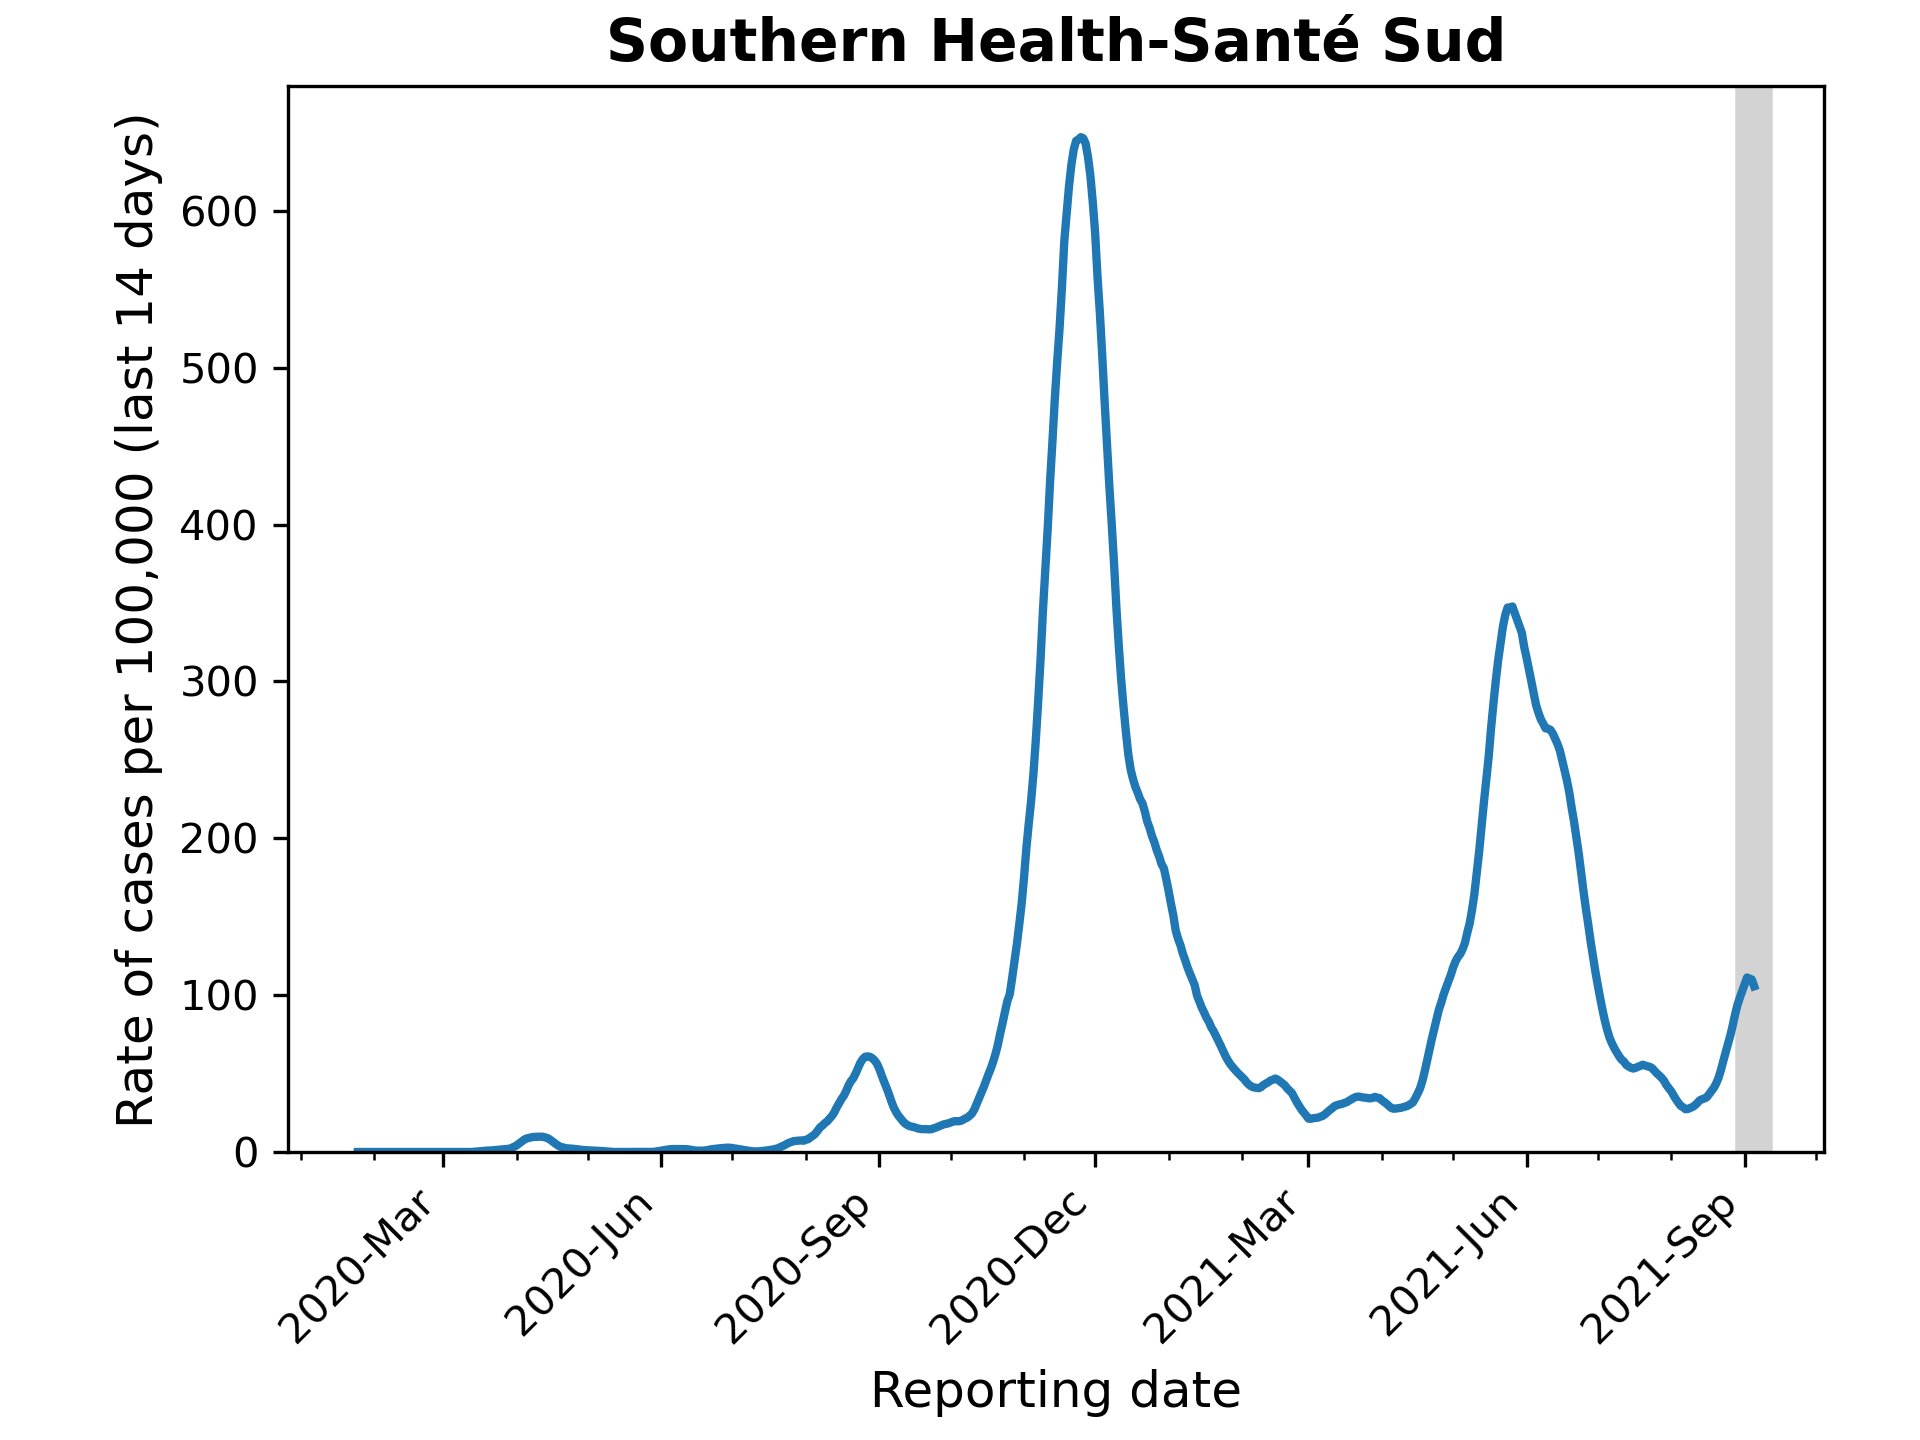 Southern Health-Santé Sud
Rate of cases per 100,000 (last 14 days)
600
500
400
300
200
100
0
2020-Mar
2020-Jun
2020-Sep
2020-Dec
2021-Mar
2021-Jun
2021-Sep
Reporting date